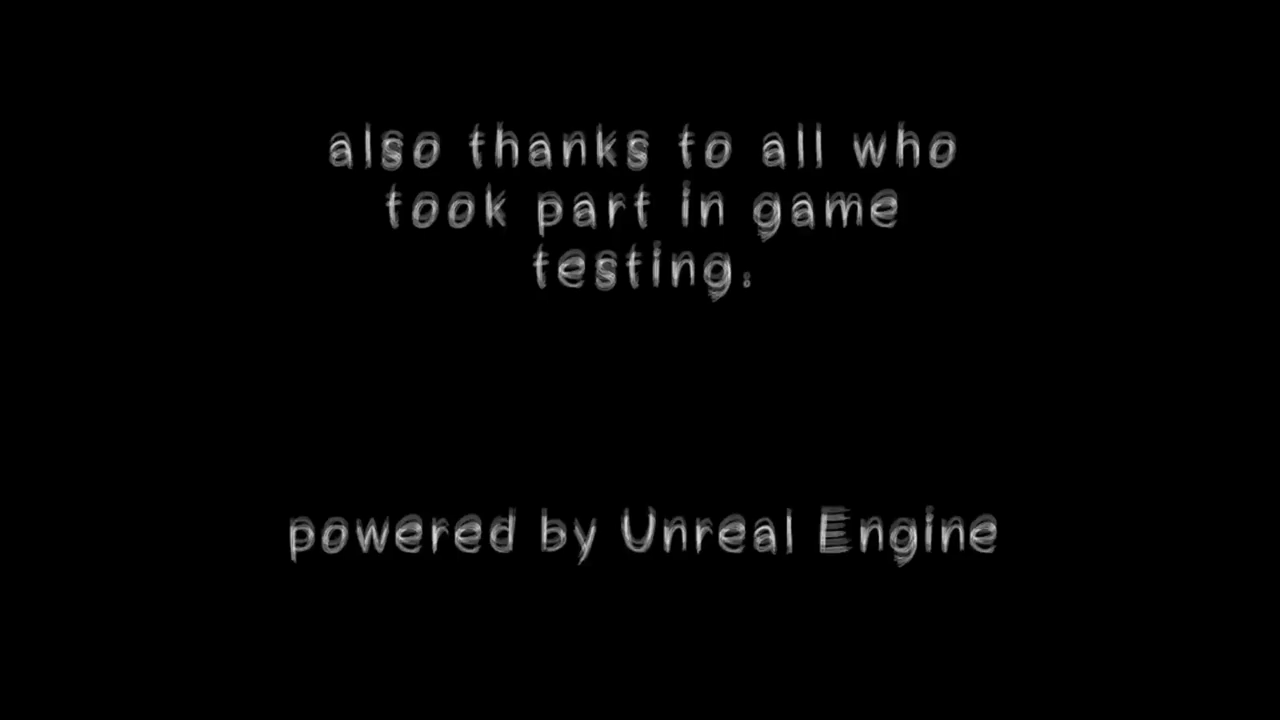 also thanks to all who
took part in game
testing.
powered by Unreal Engine